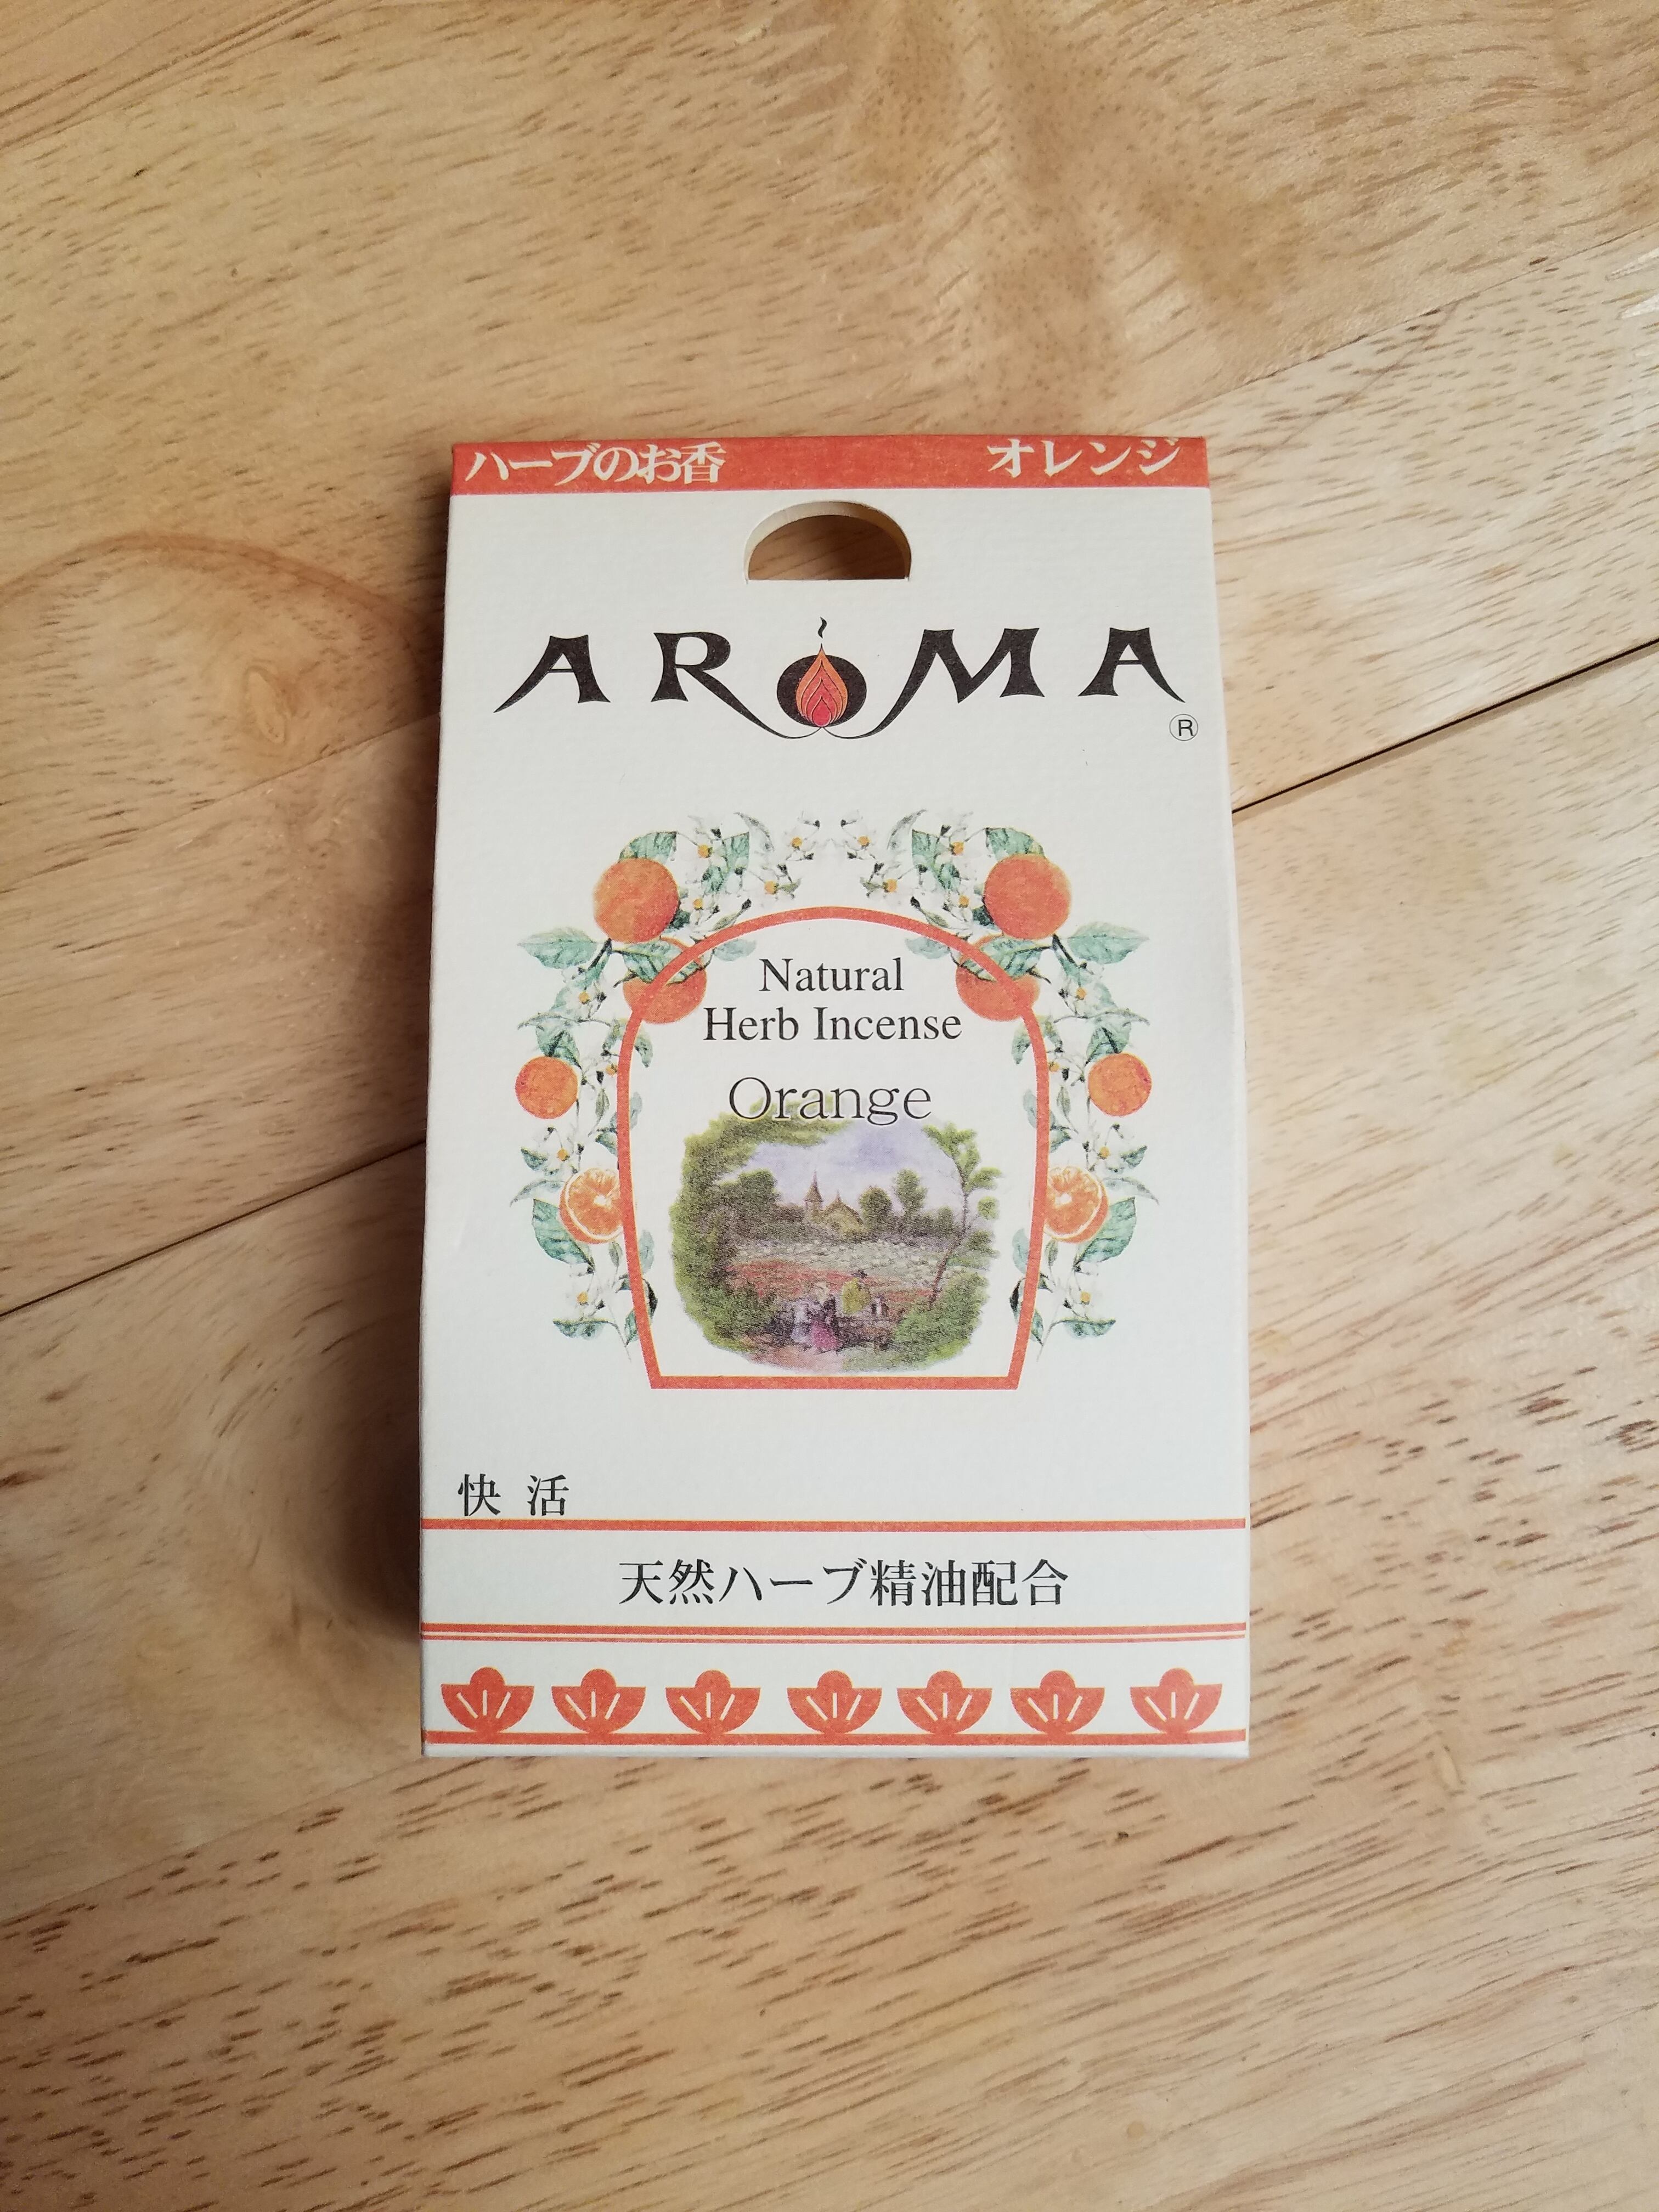 ハーブのお香 オレンジ
AROMA
®
Natural
Herb Incense
Orange
快活
天然ハーブ精油配合